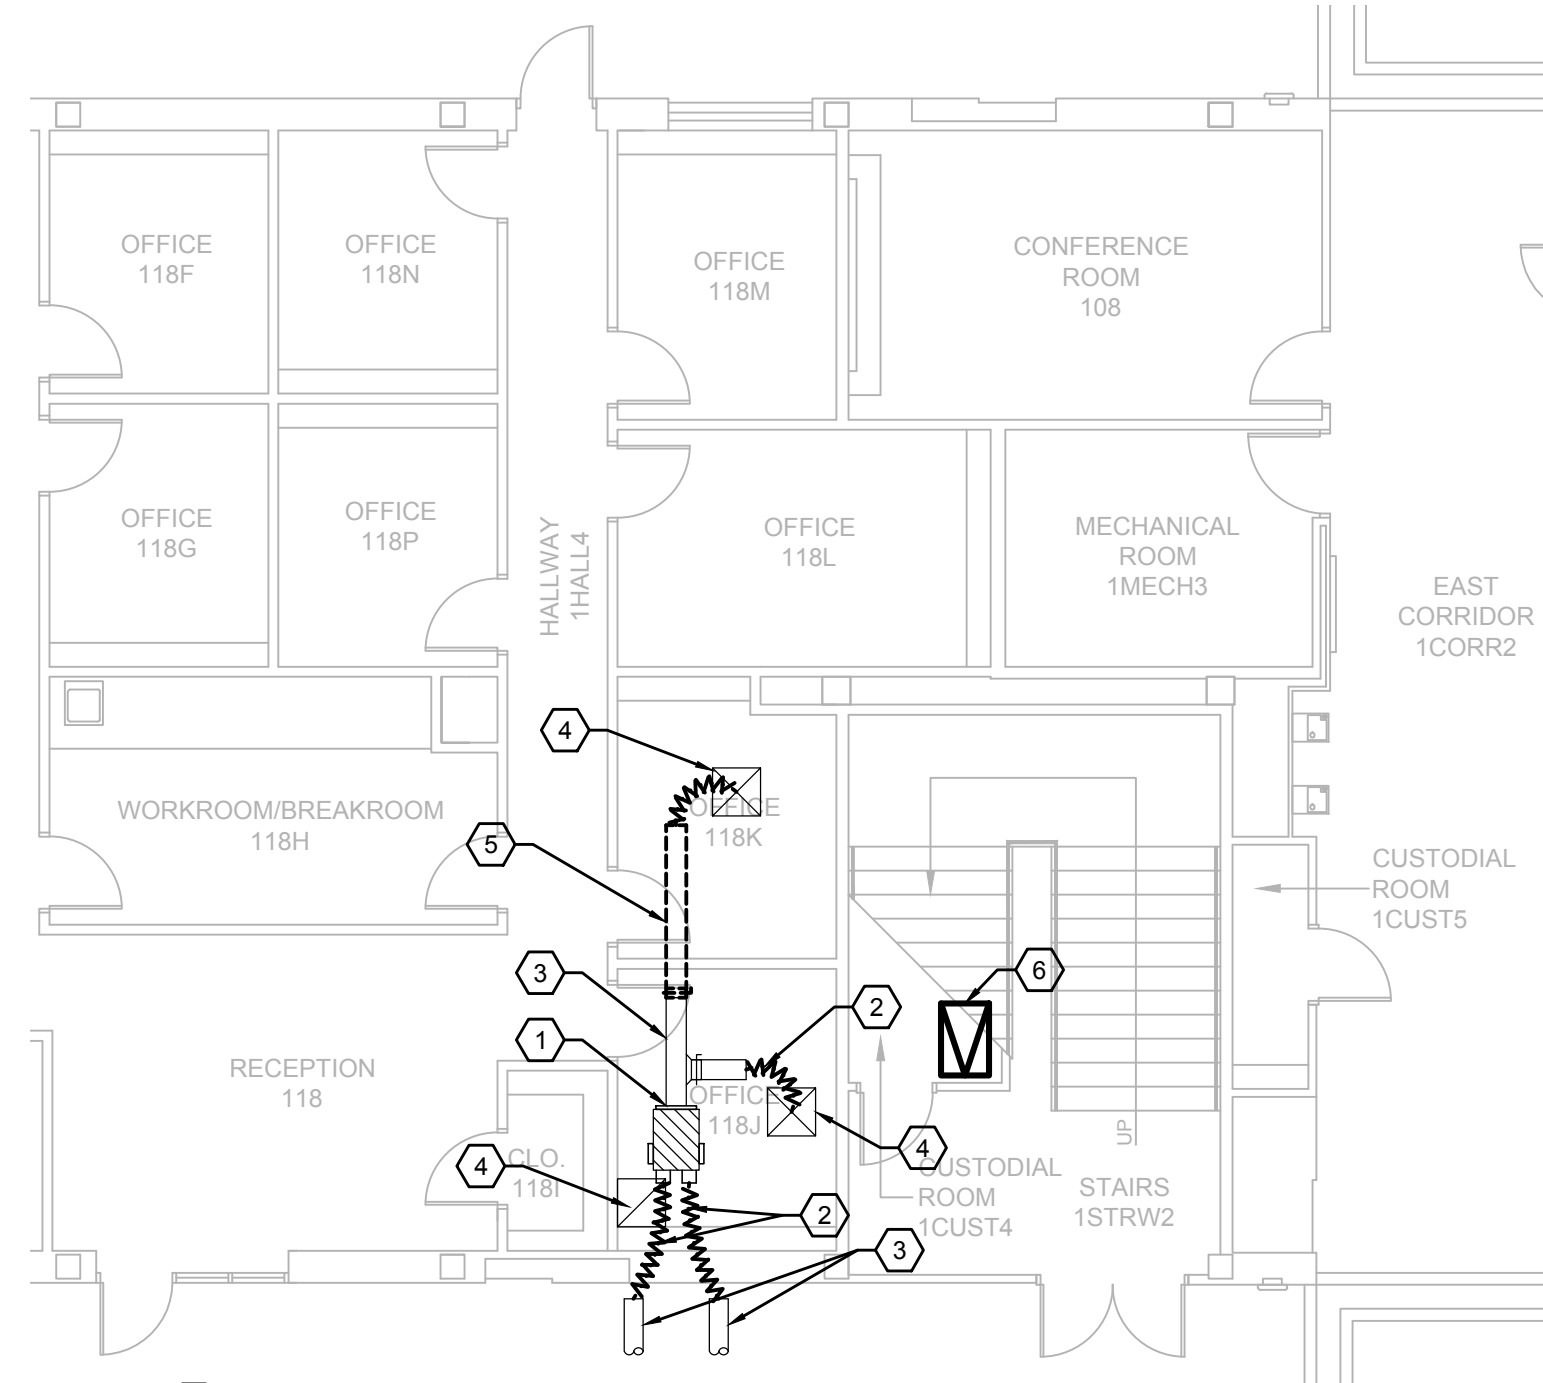 OFFICE
118F
OFFICE
118N
OFFICE
118M
CONFERENCE
ROOM
108
OFFICE
118G
OFFICE
118P
HALLWAY
1HALL4
OFFICE
118L
MECHANICAL
ROOM
1MECH3
EAST
CORRIDOR
1CORR2
4
WORKROOM/BREAKROOM
118H
5
OFFICE
118K
CUSTODIAL
ROOM
1CUST5
3
6
2
1
RECEPTION
118
OFFICE
118J
UP
4
4
CLO.
118I
CUSTODIAL
ROOM
1CUST4
STAIRS
1STRW2
2
3